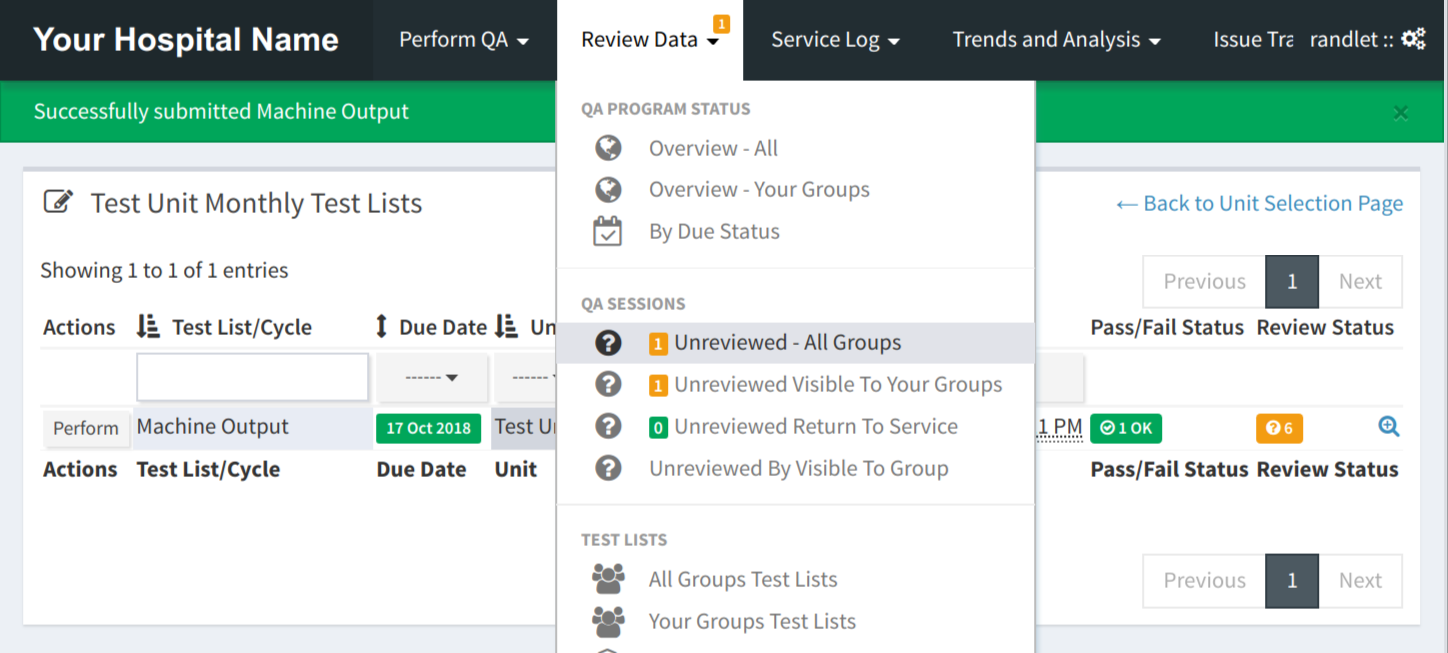 Your Hospital Name Perform QA Review Data 1 Service Log Trends and Analysis Issue Tra randlet ::
Successfully submitted Machine Output ×
QA PROGRAM STATUS
Overview - All
Overview - Your Groups
By Due Status
QA SESSIONS
1 Unreviewed - All Groups
1 Unreviewed Visible To Your Groups
0 Unreviewed Return To Service
Unreviewed By Visible To Group
TEST LISTS
All Groups Test Lists
Your Groups Test Lists
Test Unit Monthly Test Lists ← Back to Unit Selection Page
Showing 1 to 1 of 1 entries Previous 1 Next
Actions Test List/Cycle Due Date Un Pass/Fail Status Review Status
------ ------
Perform Machine Output 17 Oct 2018 Test U 1 PM 1 OK 6
Actions Test List/Cycle Due Date Unit Pass/Fail Status Review Status
Previous 1 Next